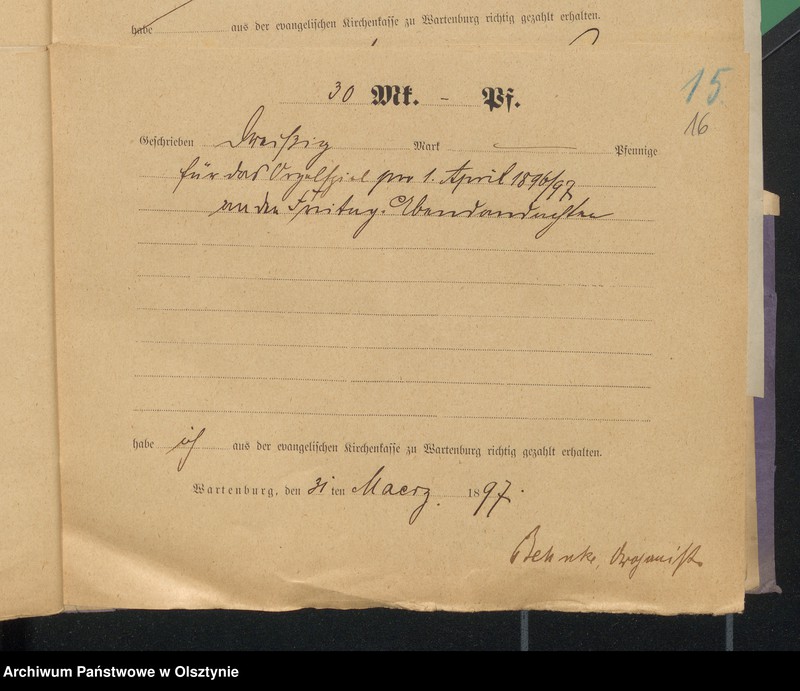 habe aus der evangelischen Kirchenkasse zu Wartenburg richtig gezahlt erhalten.
15.
16
30 Mk. - Pf.
Geschrieben Dreißig Mark — Pfennige
für das Orgelspiel pro 1. April 1896/97
an den Freitag. Abendandachten
habe ich aus der evangelischen Kirchenkasse zu Wartenburg richtig gezahlt erhalten.
Wartenburg, den 31ten Maerz 1897.
Behnke, Organist
Archiwum Państwowe w Olsztynie